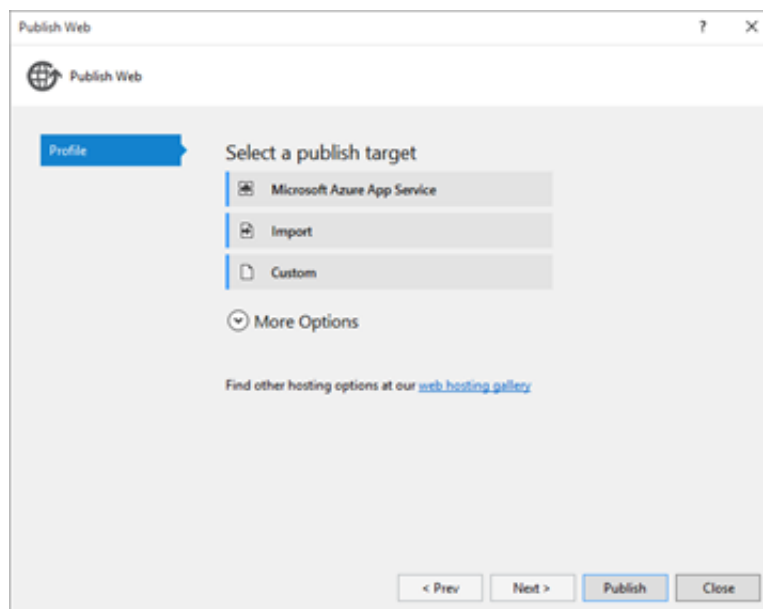 Publish Web
?
Publish Web
Profile
Select a publish target
Microsoft Azure App Service
Import
Custom
More Options
Find other hosting options at our web hosting gallery
< Prev
Next >
Publish
Close